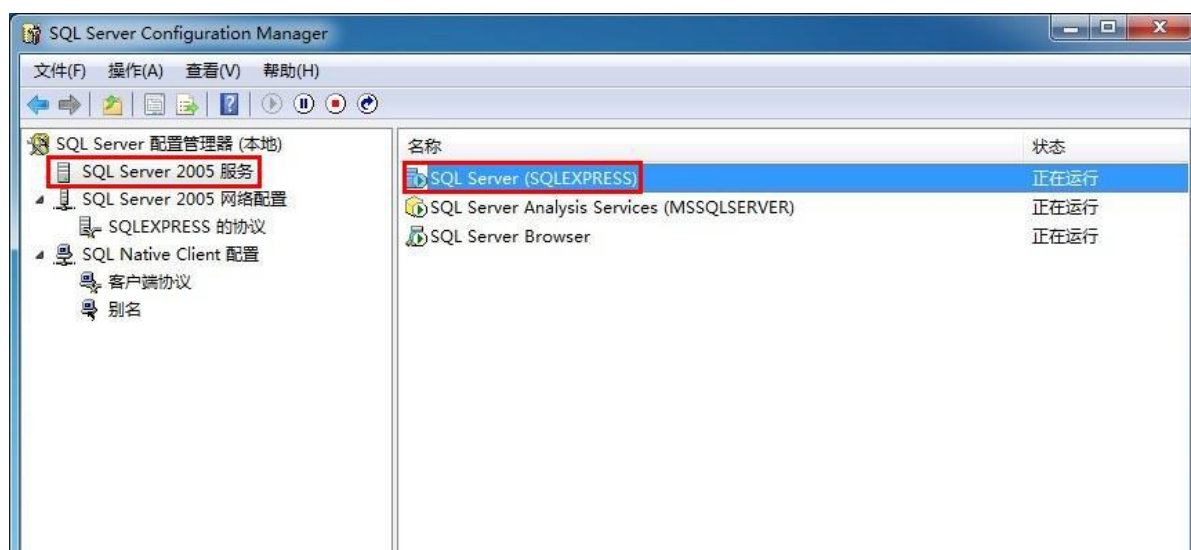 SQL Server Configuration Manager
文件(F) 操作(A) 查看(V) 帮助(H)
SQL Server 配置管理器 (本地)
SQL Server 2005 服务
SQL Server 2005 网络配置
SQLEXPRESS 的协议
SQL Native Client 配置
客户端协议
别名
名称 状态
SQL Server (SQLEXPRESS) 正在运行
SQL Server Analysis Services (MSSQLSERVER) 正在运行
SQL Server Browser 正在运行